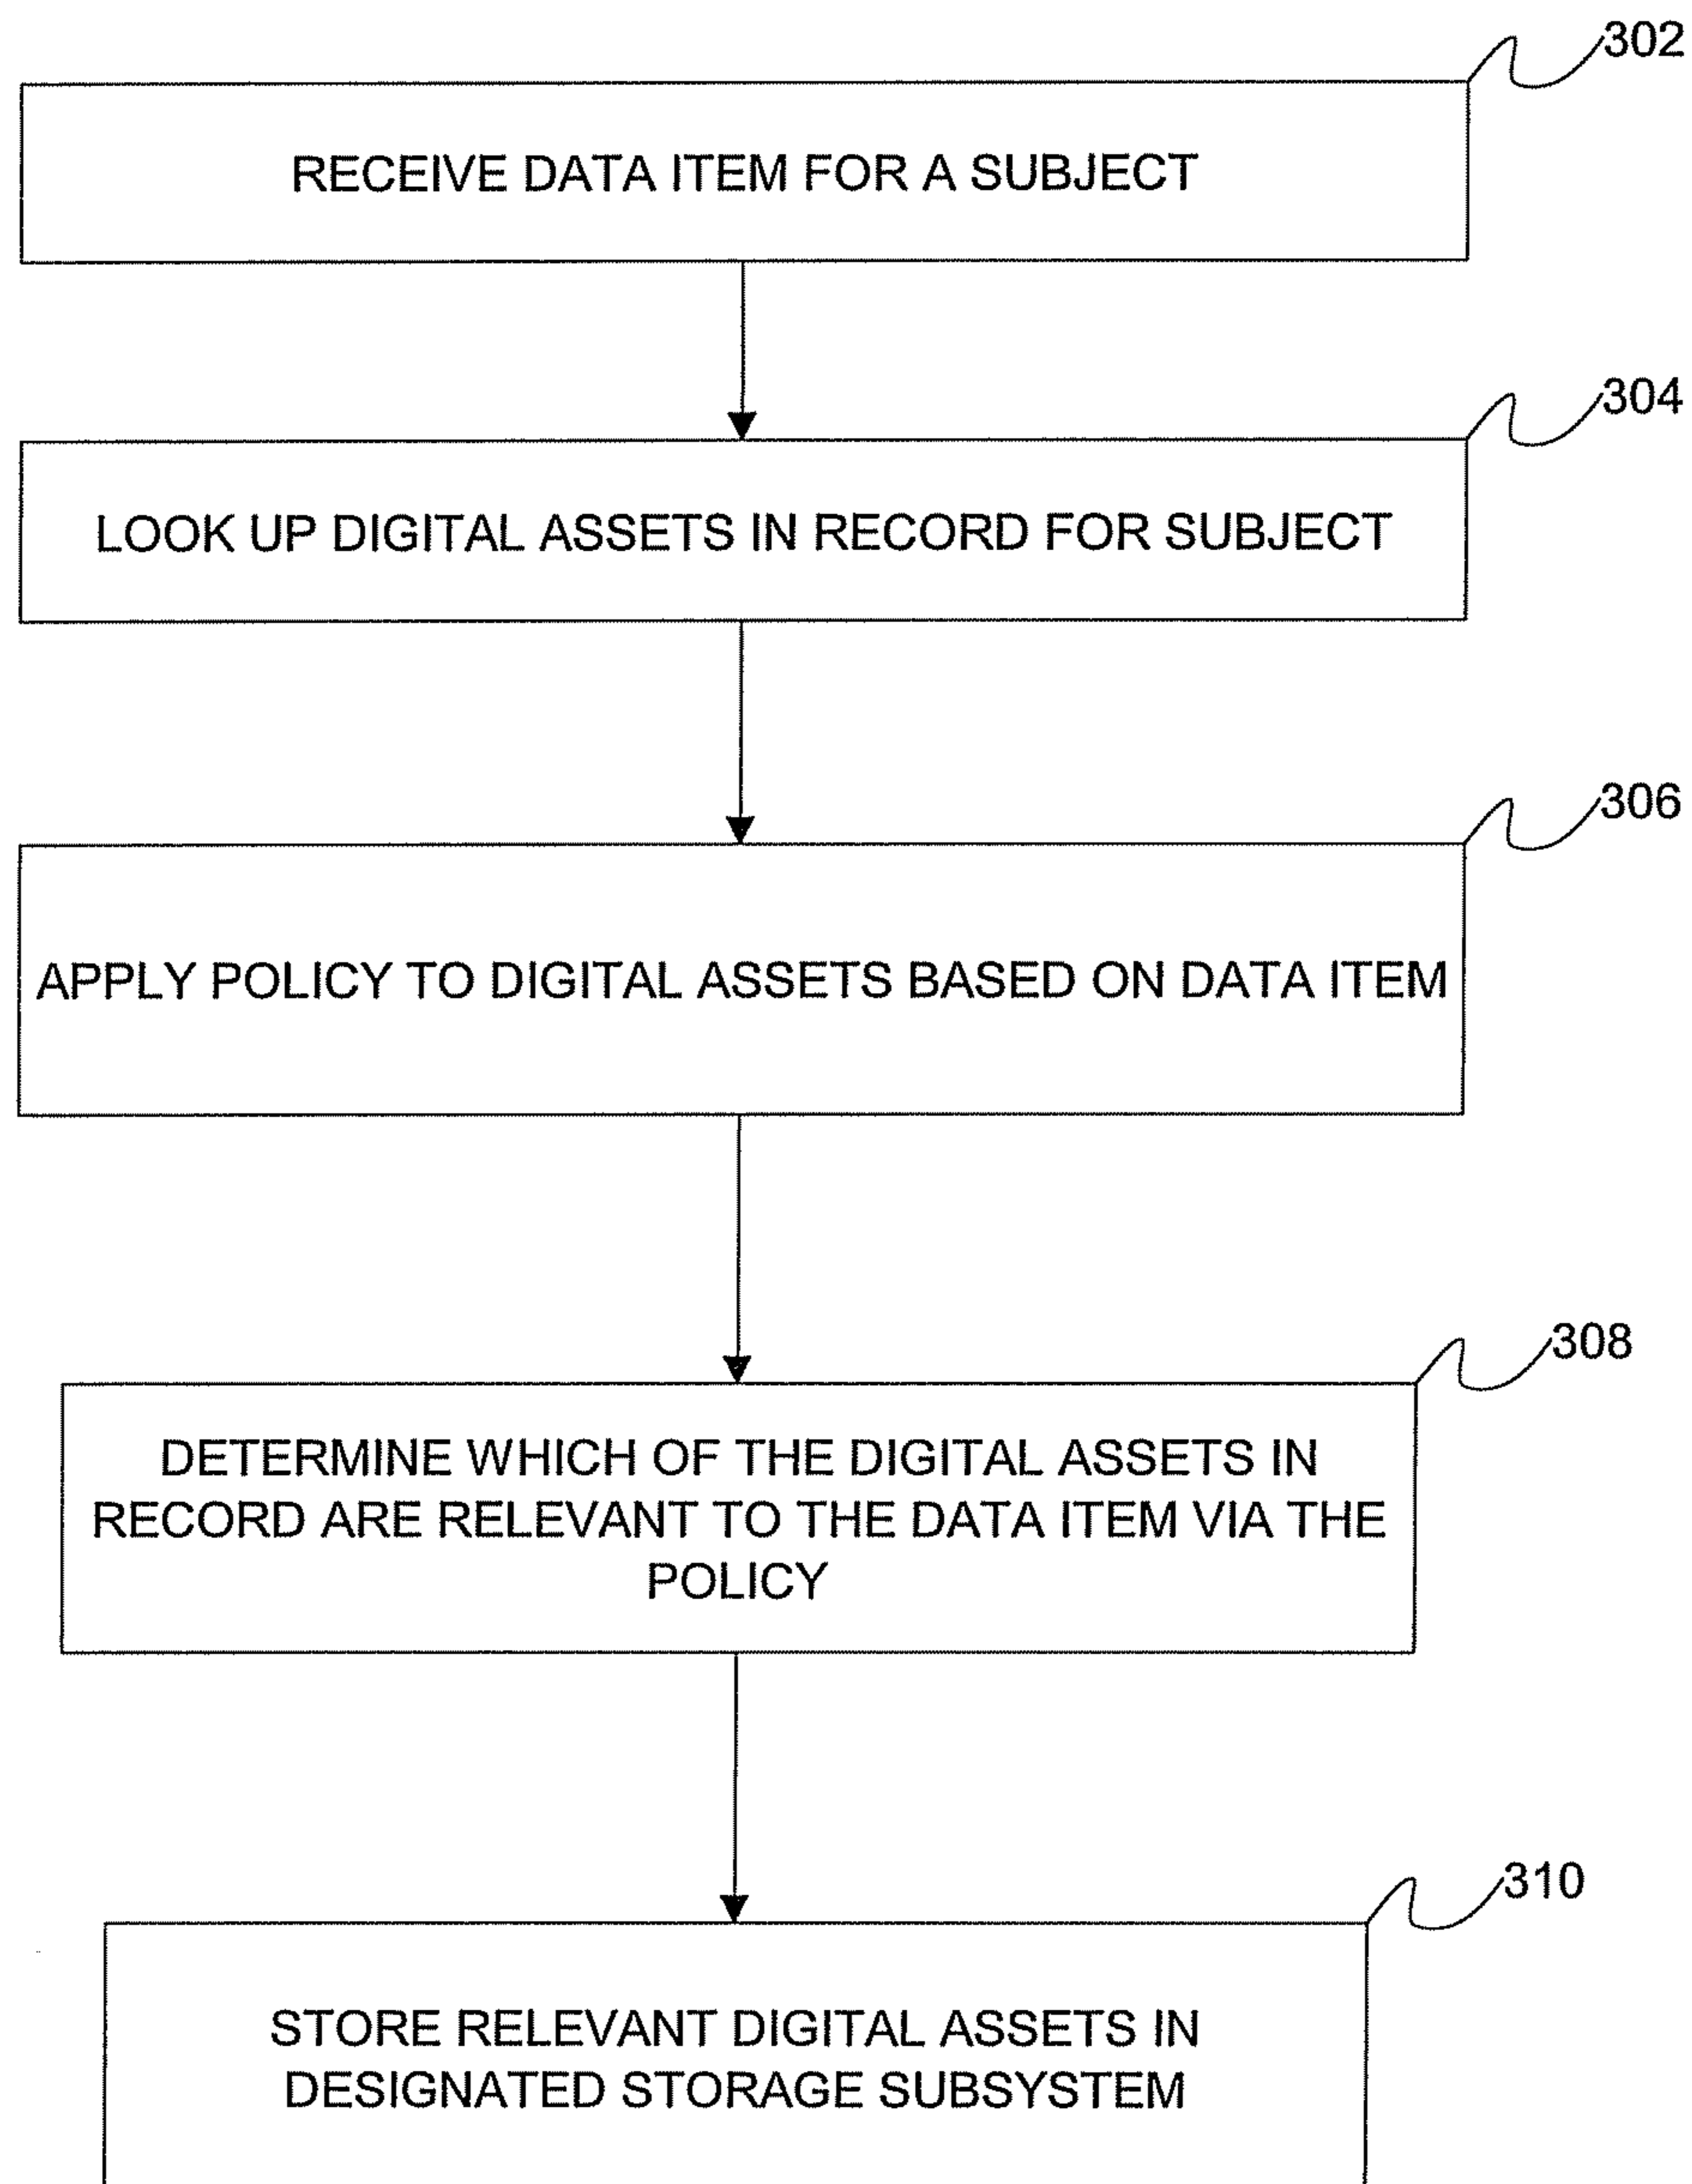 302
RECEIVE DATA ITEM FOR A SUBJECT
304
LOOK UP DIGITAL ASSETS IN RECORD FOR SUBJECT
306
APPLY POLICY TO DIGITAL ASSETS BASED ON DATA ITEM
308
DETERMINE WHICH OF THE DIGITAL ASSETS IN
RECORD ARE RELEVANT TO THE DATA ITEM VIA THE
POLICY
310
STORE RELEVANT DIGITAL ASSETS IN
DESIGNATED STORAGE SUBSYSTEM